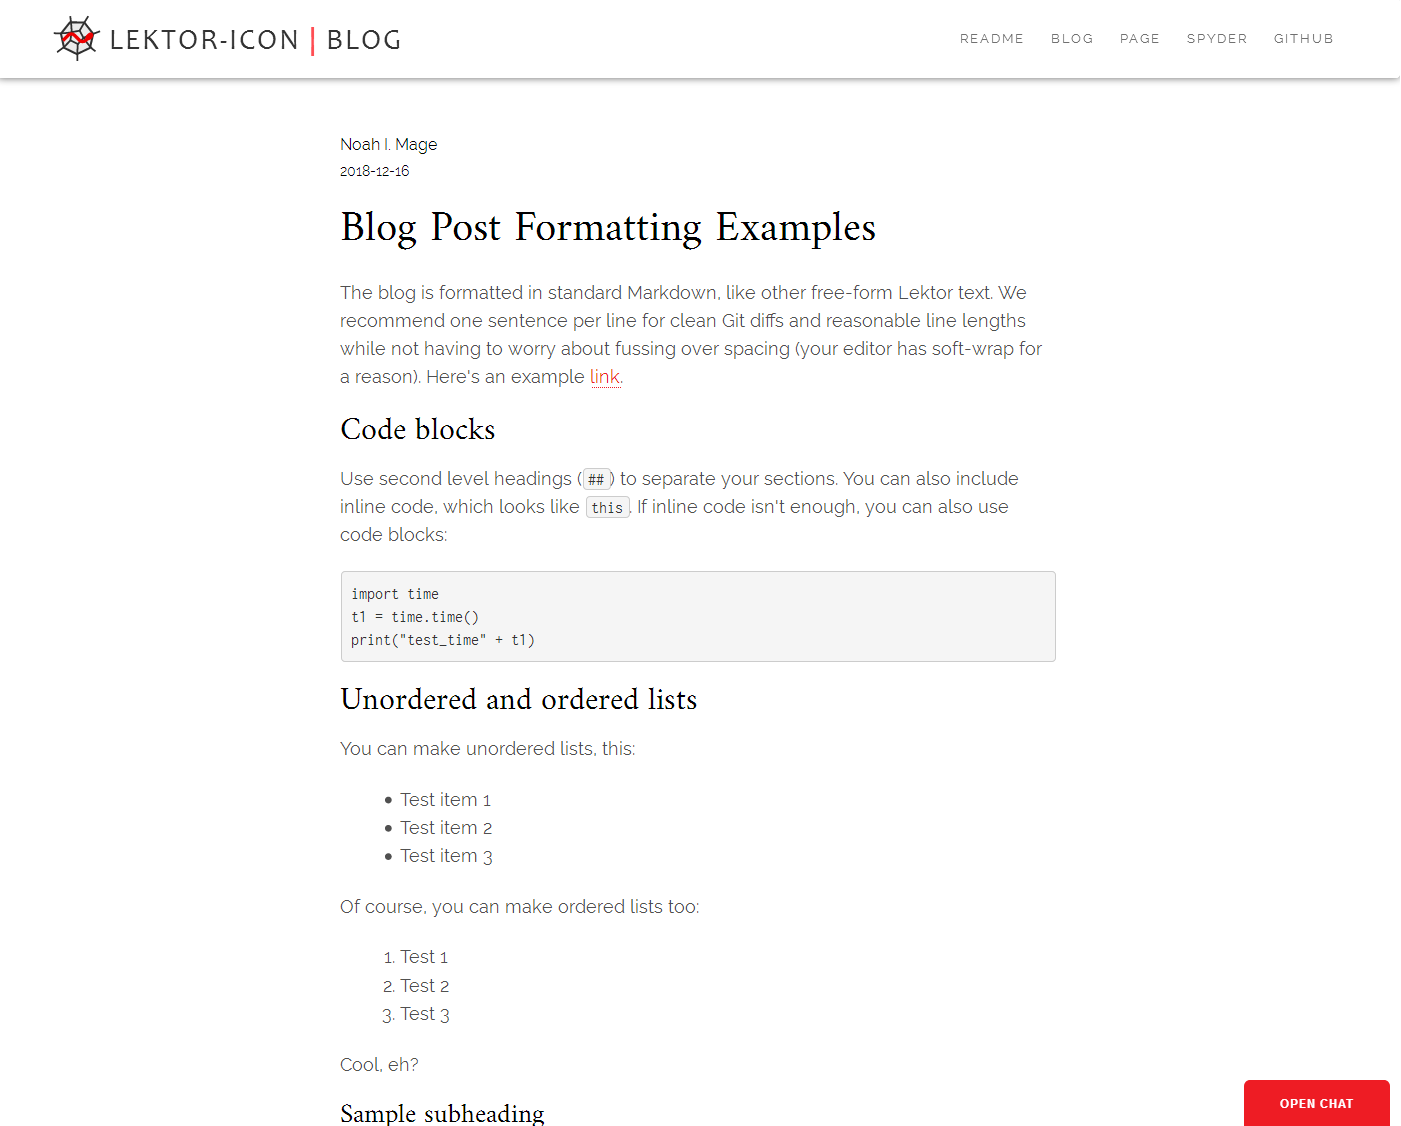 LEKTOR-ICON | BLOG
README BLOG PAGE SPYDER GITHUB
Noah I. Mage
2018-12-16
Blog Post Formatting Examples
The blog is formatted in standard Markdown, like other free-form Lektor text. We
recommend one sentence per line for clean Git diffs and reasonable line lengths
while not having to worry about fussing over spacing (your editor has soft-wrap for
a reason). Here's an example link.
Code blocks
Use second level headings (##) to separate your sections. You can also include
inline code, which looks like this. If inline code isn't enough, you can also use
code blocks:
import time
t1 = time.time()
print("test_time" + t1)
Unordered and ordered lists
You can make unordered lists, this:
• Test item 1
• Test item 2
• Test item 3
Of course, you can make ordered lists too:
1. Test 1
2. Test 2
3. Test 3
Cool, eh?
Sample subheading
OPEN CHAT